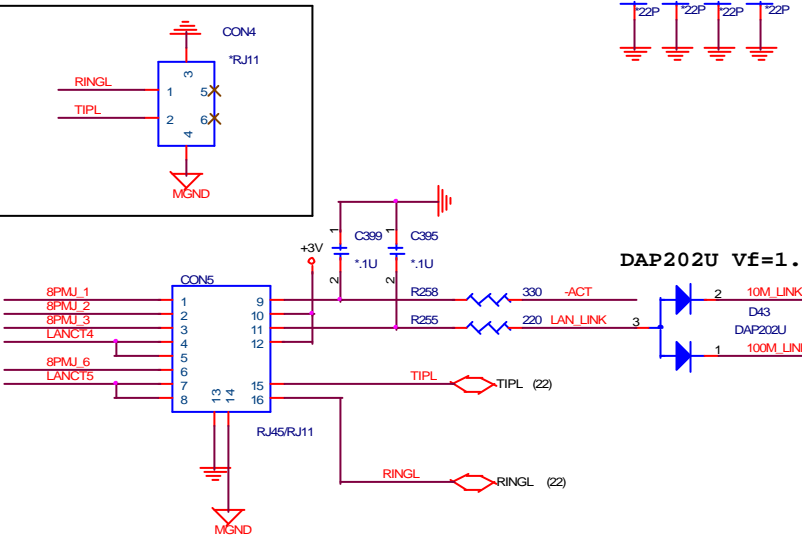 *22P *22P *22P *22P
CON4
*RJ11
RINGL
TIPL
1
2
3
4
5
6
MGND
+3V
1
C399
*.1U
2
1
C395
*.1U
2
DAP202U Vf=1.
CON5
8PMJ_1
8PMJ_2
8PMJ_3
LANCT4
8PMJ_6
LANCT5
1
2
3
4
5
6
7
8
9
10
11
12
15
16
13
14
RJ45/RJ11
MGND
R258 330 -ACT
R255 220 LAN_LINK
3
2 10M_LINK
D43
DAP202U
1 100M_LINK
TIPL TIPL (22)
RINGL RINGL (22)